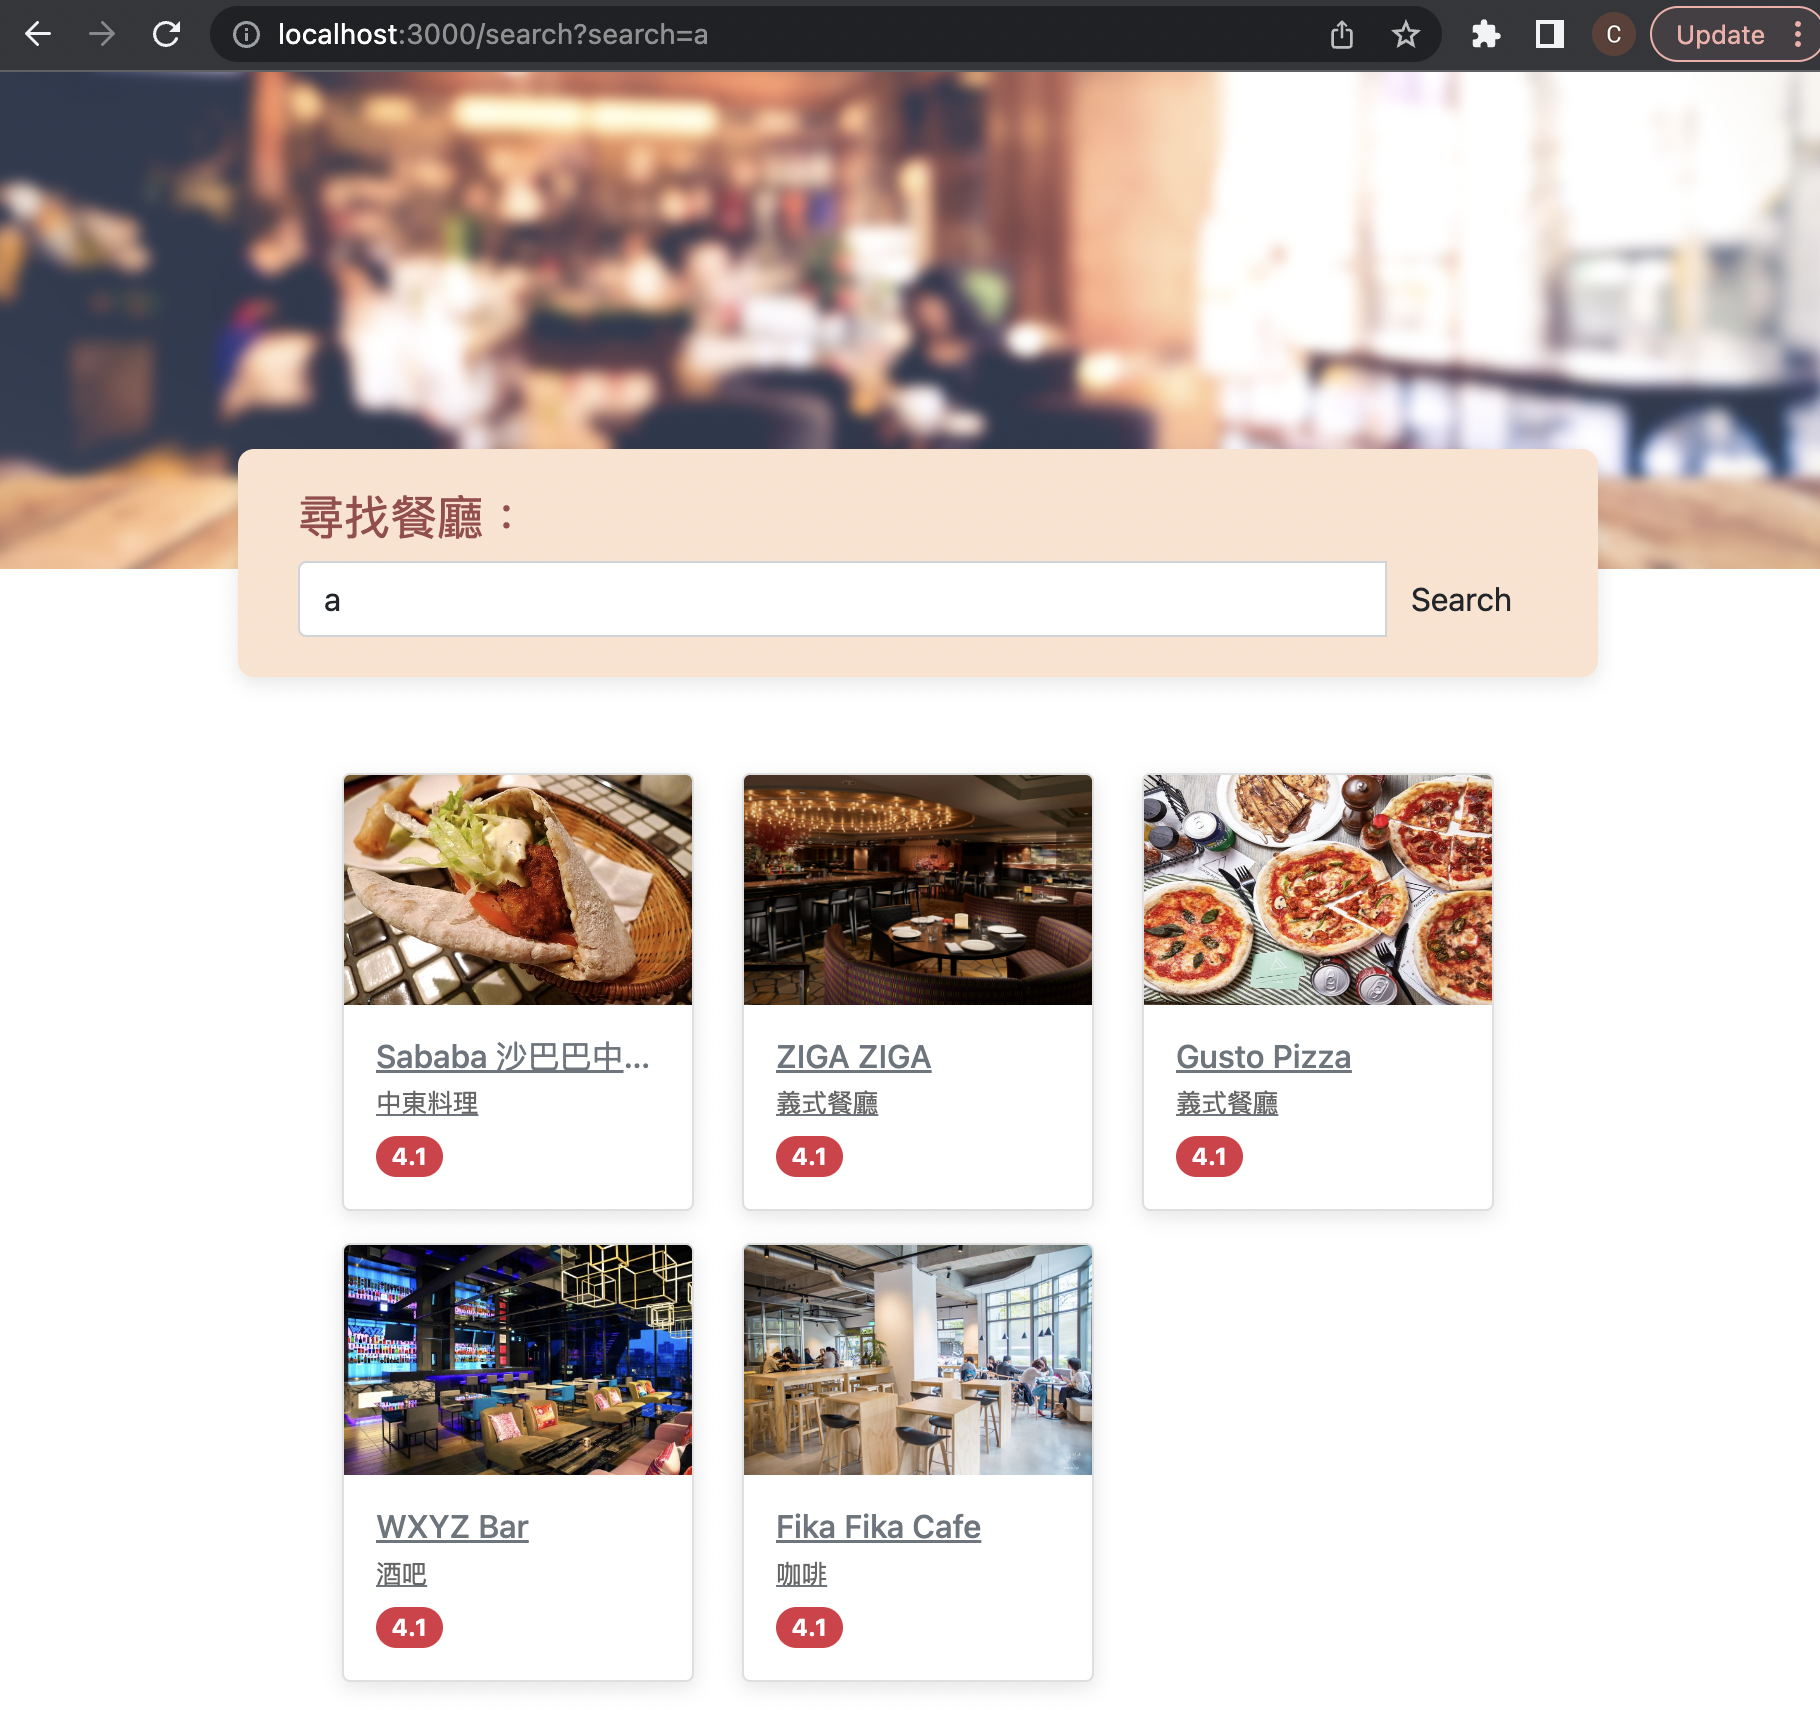 localhost:3000/search?search=a
C
Update
尋找餐廳：
a
Search
Sababa 沙巴巴中...
ZIGA ZIGA
Gusto Pizza
中東料理
義式餐廳
義式餐廳
4.1
4.1
4.1
WXYZ
WXYZ Bar
Fika Fika Cafe
酒吧
咖啡
4.1
4.1